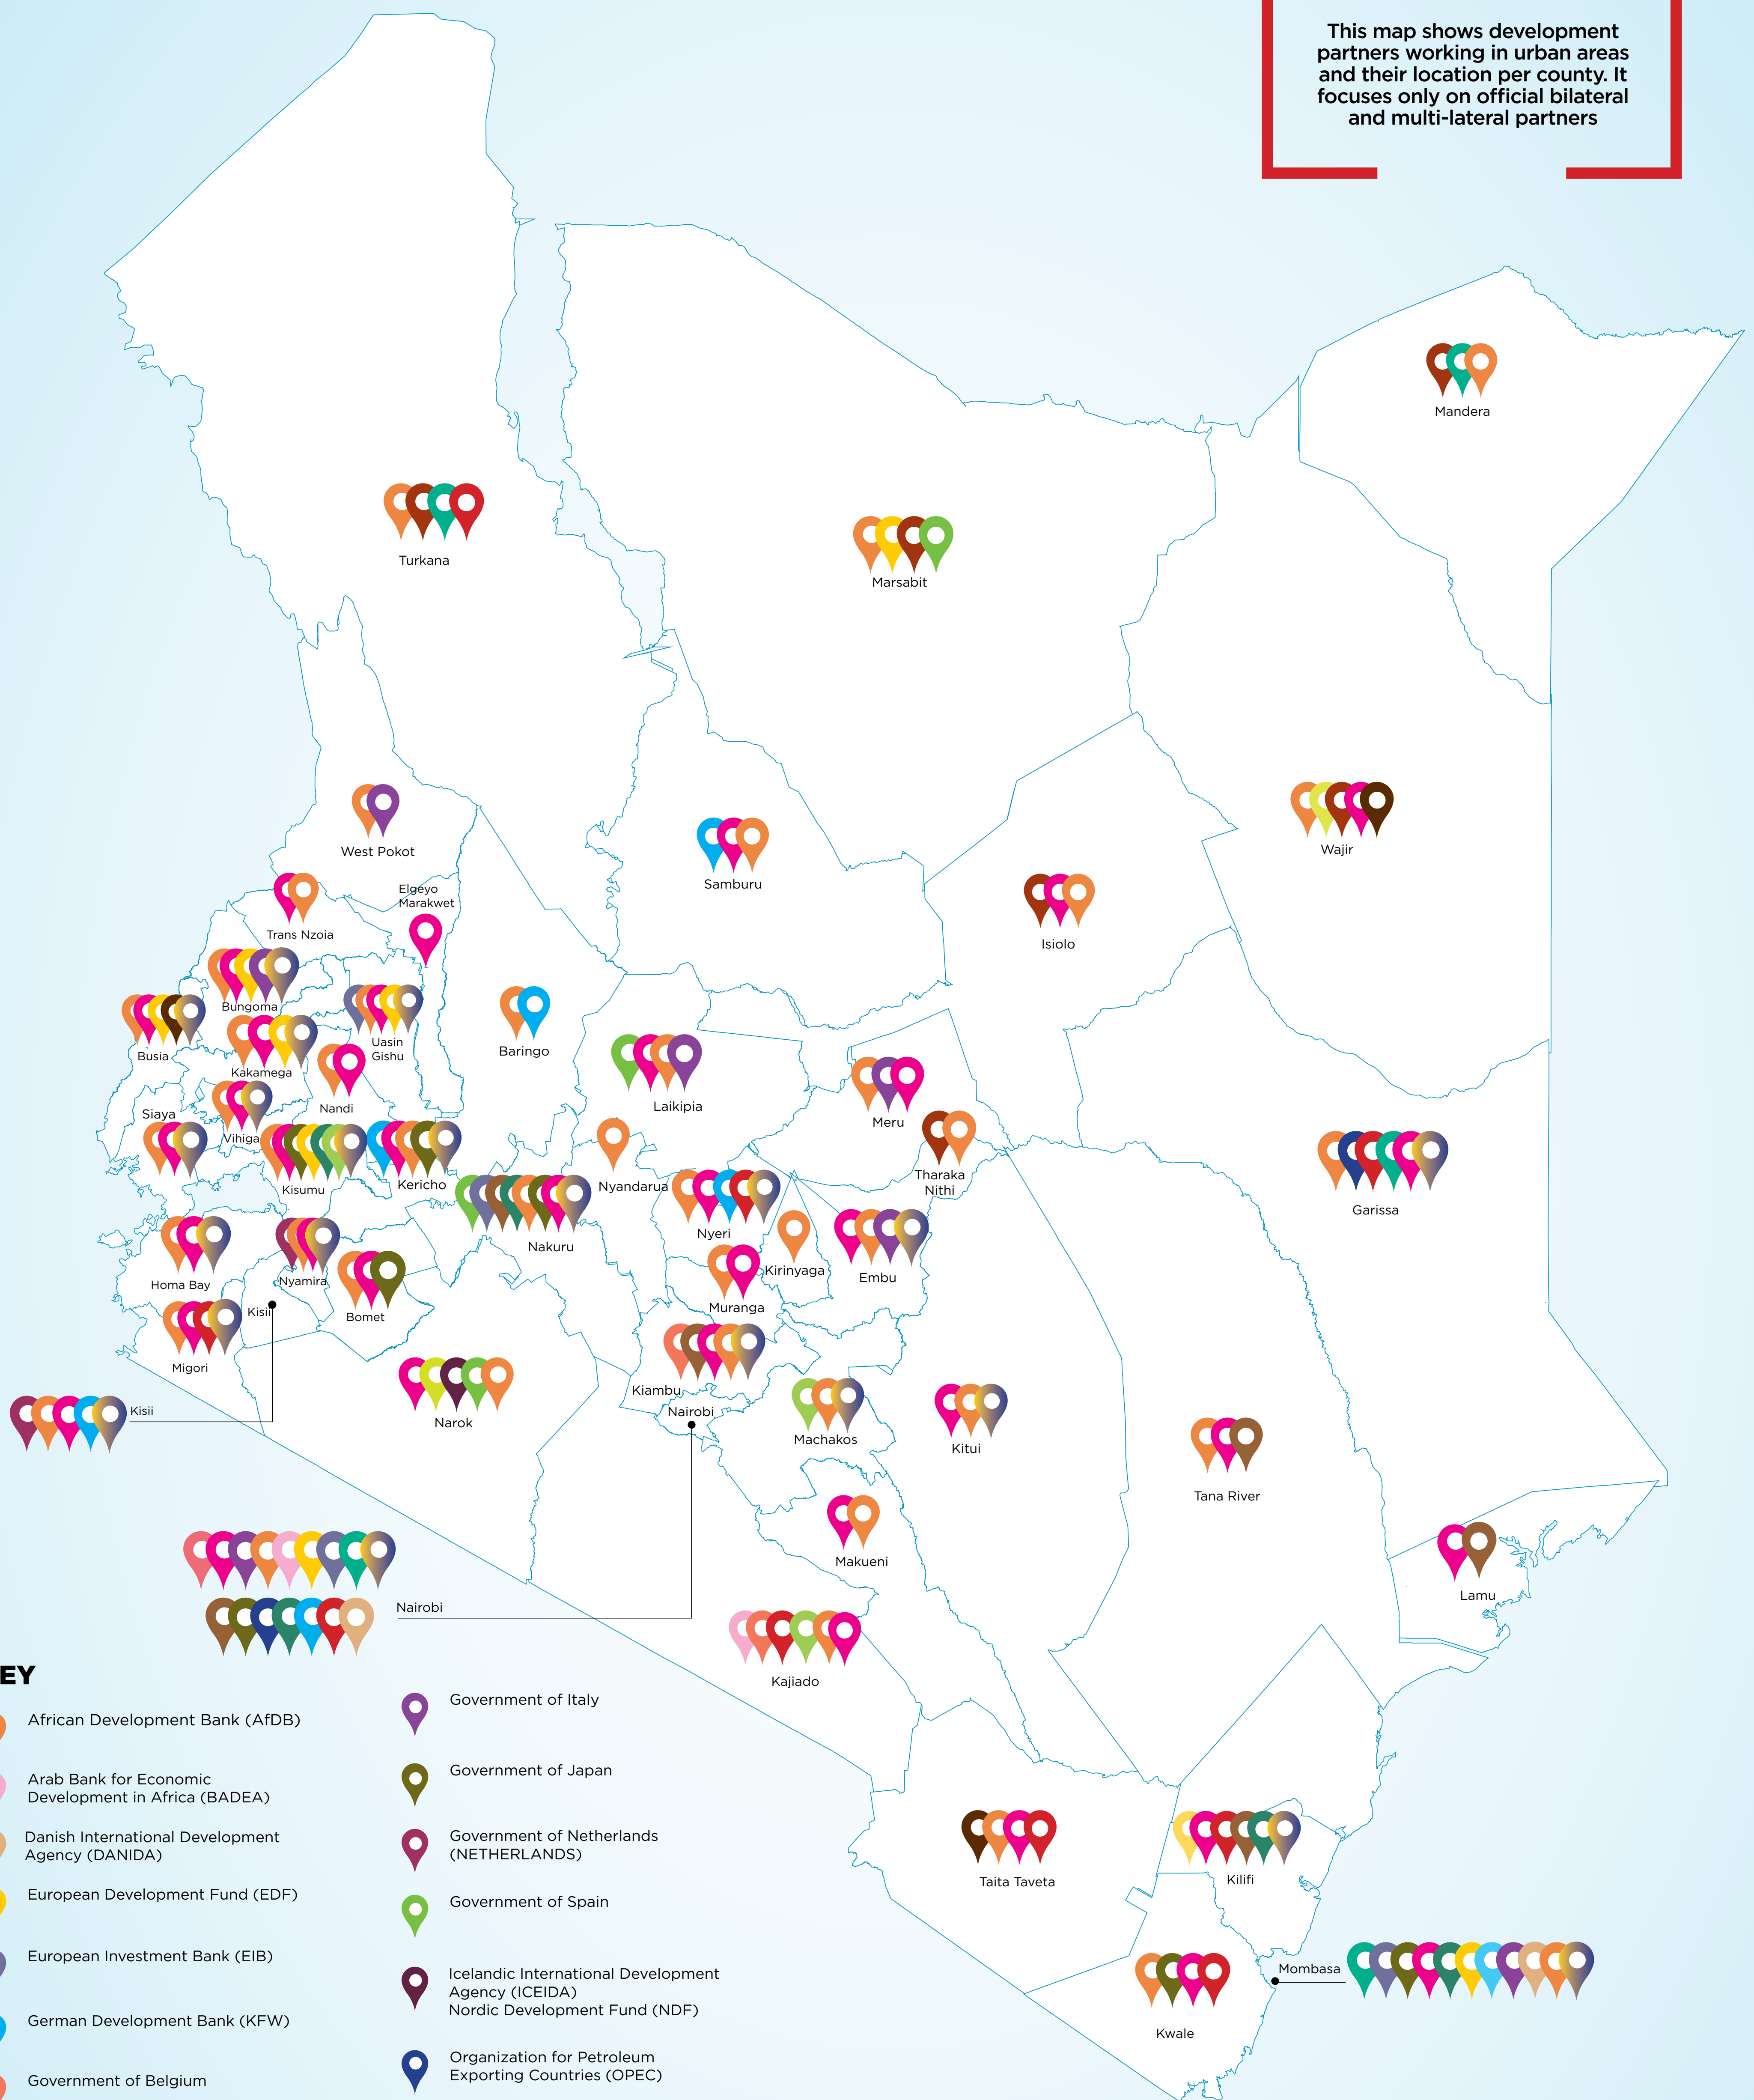 This map shows development
partners working in urban areas
and their location per county. It
focuses only on official bilateral
and multi-lateral partners
Mandera
Turkana
Marsabit
Wajir
West Pokot
Samburu
Elgeyo
Marakwet
Trans Nzoia
Isiolo
Bungoma
Uasin
Gishu
Busia
Baringo
Kakamega
Nandi
Laikipia
Siaya
Vihiga
Meru
Kisumu
Kericho
Nyandarua
Tharaka
Nithi
Garissa
Nakuru
Nyeri
Kirinyaga
Embu
Homa Bay
Nyamira
Muranga
Kisii
Bomet
Migori
Kiambu
Nairobi
Kisii
Narok
Machakos
Kitui
Tana River
Makueni
Lamu
Nairobi
Kajiado
EY
African Development Bank (AfDB)
Arab Bank for Economic
Development in Africa (BADEA)
Danish International Development
Agency (DANIDA)
European Development Fund (EDF)
European Investment Bank (EIB)
German Development Bank (KFW)
Government of Belgium
Government of Italy
Government of Japan
Government of Netherlands
(NETHERLANDS)
Government of Spain
Icelandic International Development
Agency (ICEIDA)
Nordic Development Fund (NDF)
Organization for Petroleum
Exporting Countries (OPEC)
Taita Taveta
Kilifi
Mombasa
Kwale